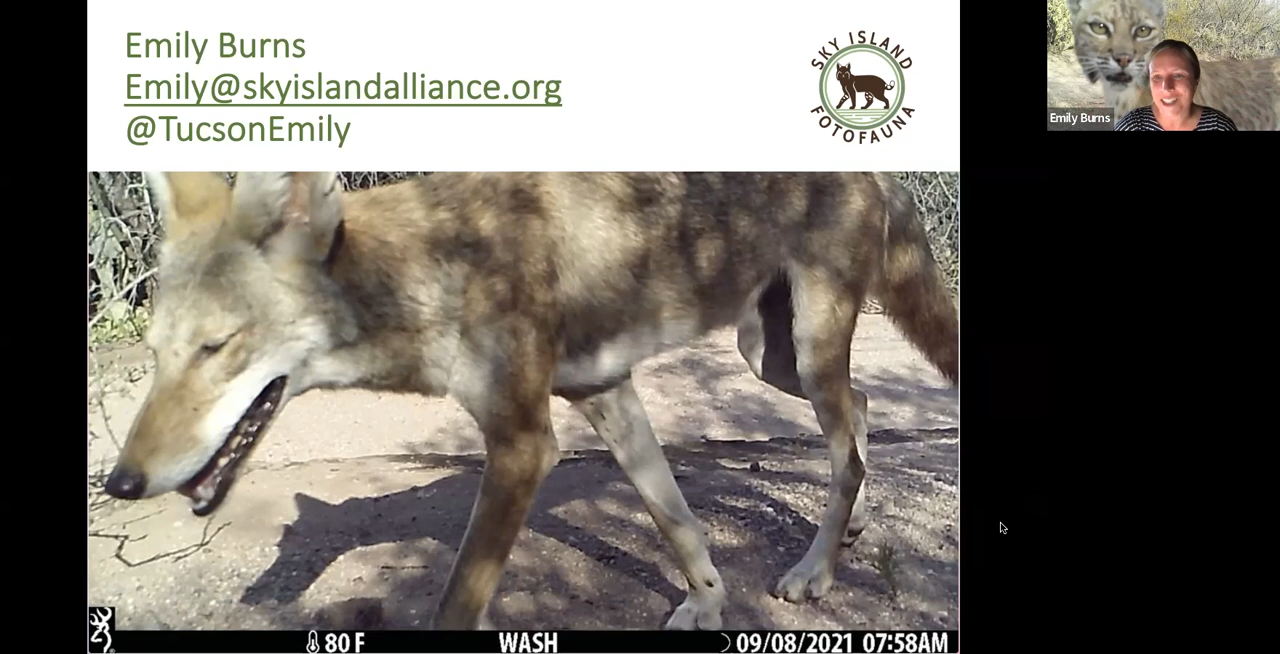 Emily Burns
Emily@skyislandalliance.org
@TucsonEmily
SKY ISLAND
FOTOFAUNA
Emily Burns
80 F WASH 09/08/2021 07:58AM